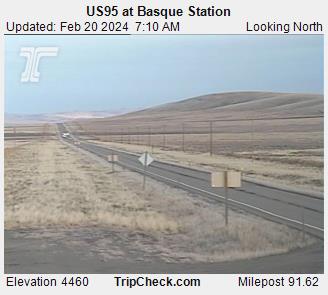 US95 at Basque Station
Updated: Feb 20 2024 7:10 AM Looking North
Elevation 4460 TripCheck.com Milepost 91.62